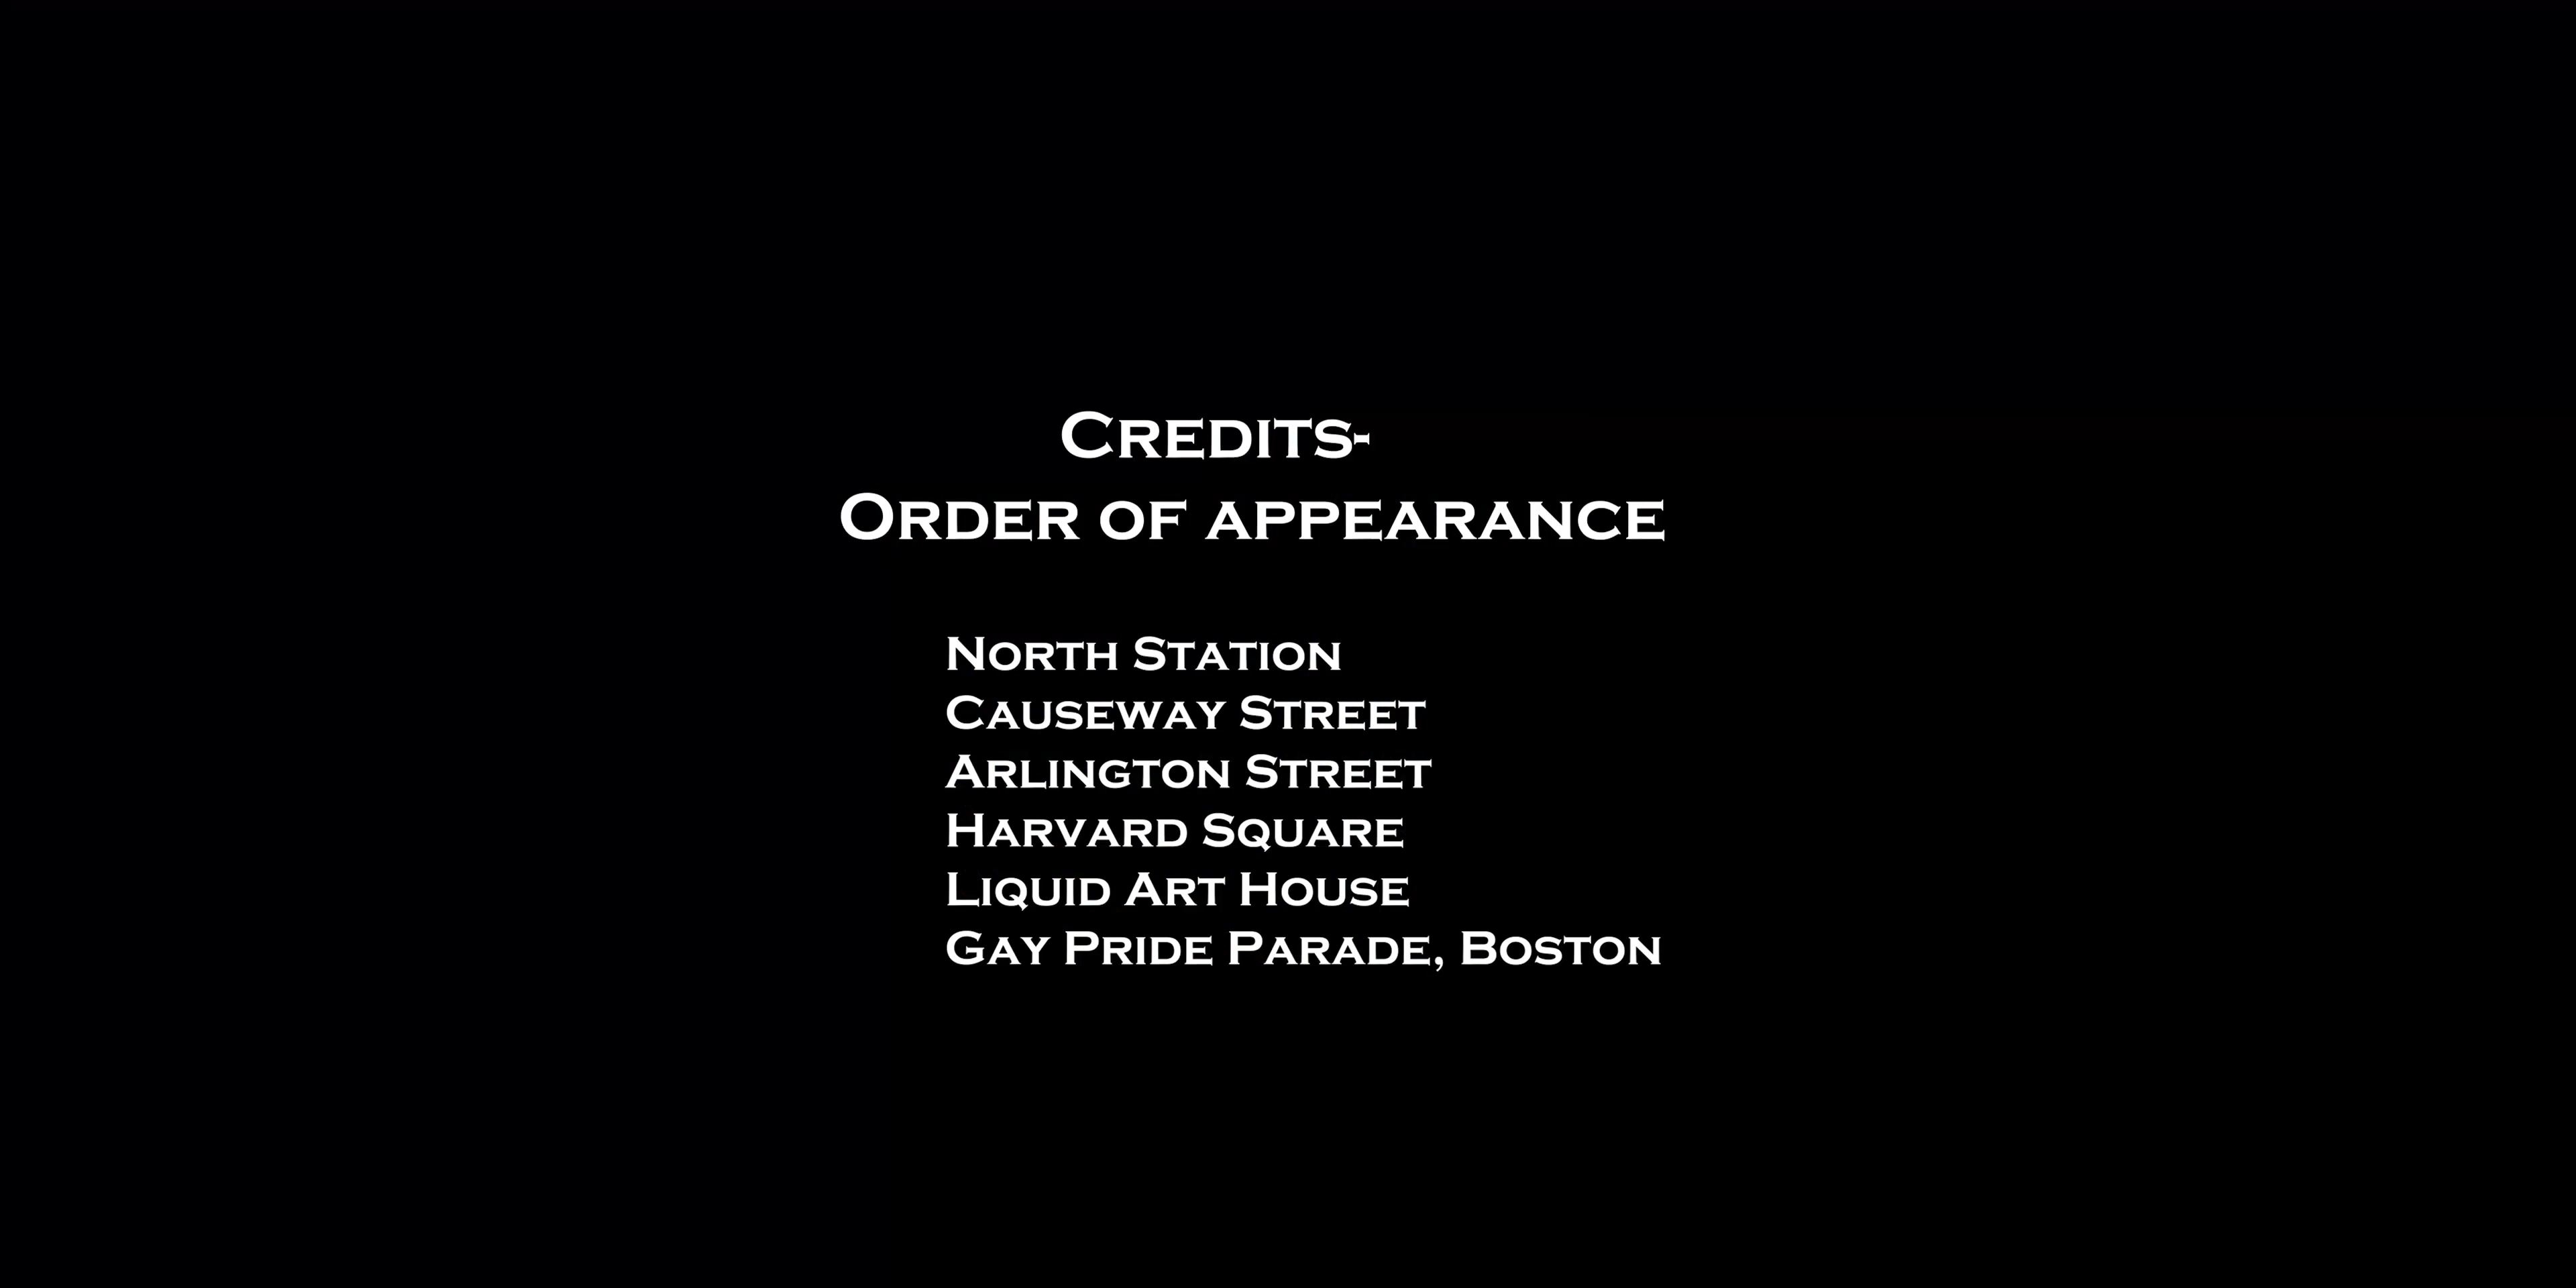 Credits-
Order of appearance
North Station
Causeway Street
Arlington Street
Harvard Square
Liquid Art House
Gay Pride Parade, Boston